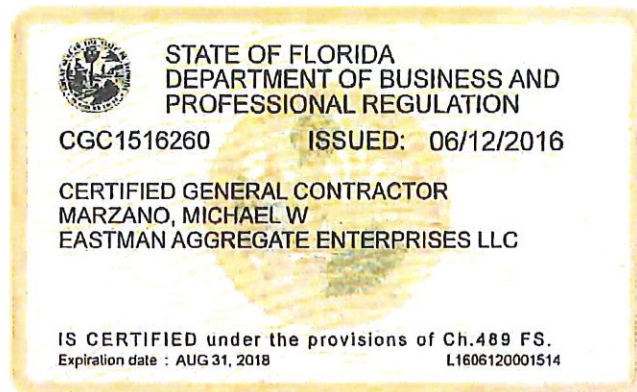 STATE OF FLORIDA
DEPARTMENT OF BUSINESS AND
PROFESSIONAL REGULATION
CGC1516260 ISSUED: 06/12/2016
CERTIFIED GENERAL CONTRACTOR
MARZANO, MICHAEL W
EASTMAN AGGREGATE ENTERPRISES LLC
IS CERTIFIED under the provisions of Ch.489 FS.
Expiration date : AUG 31, 2018 L1606120001514